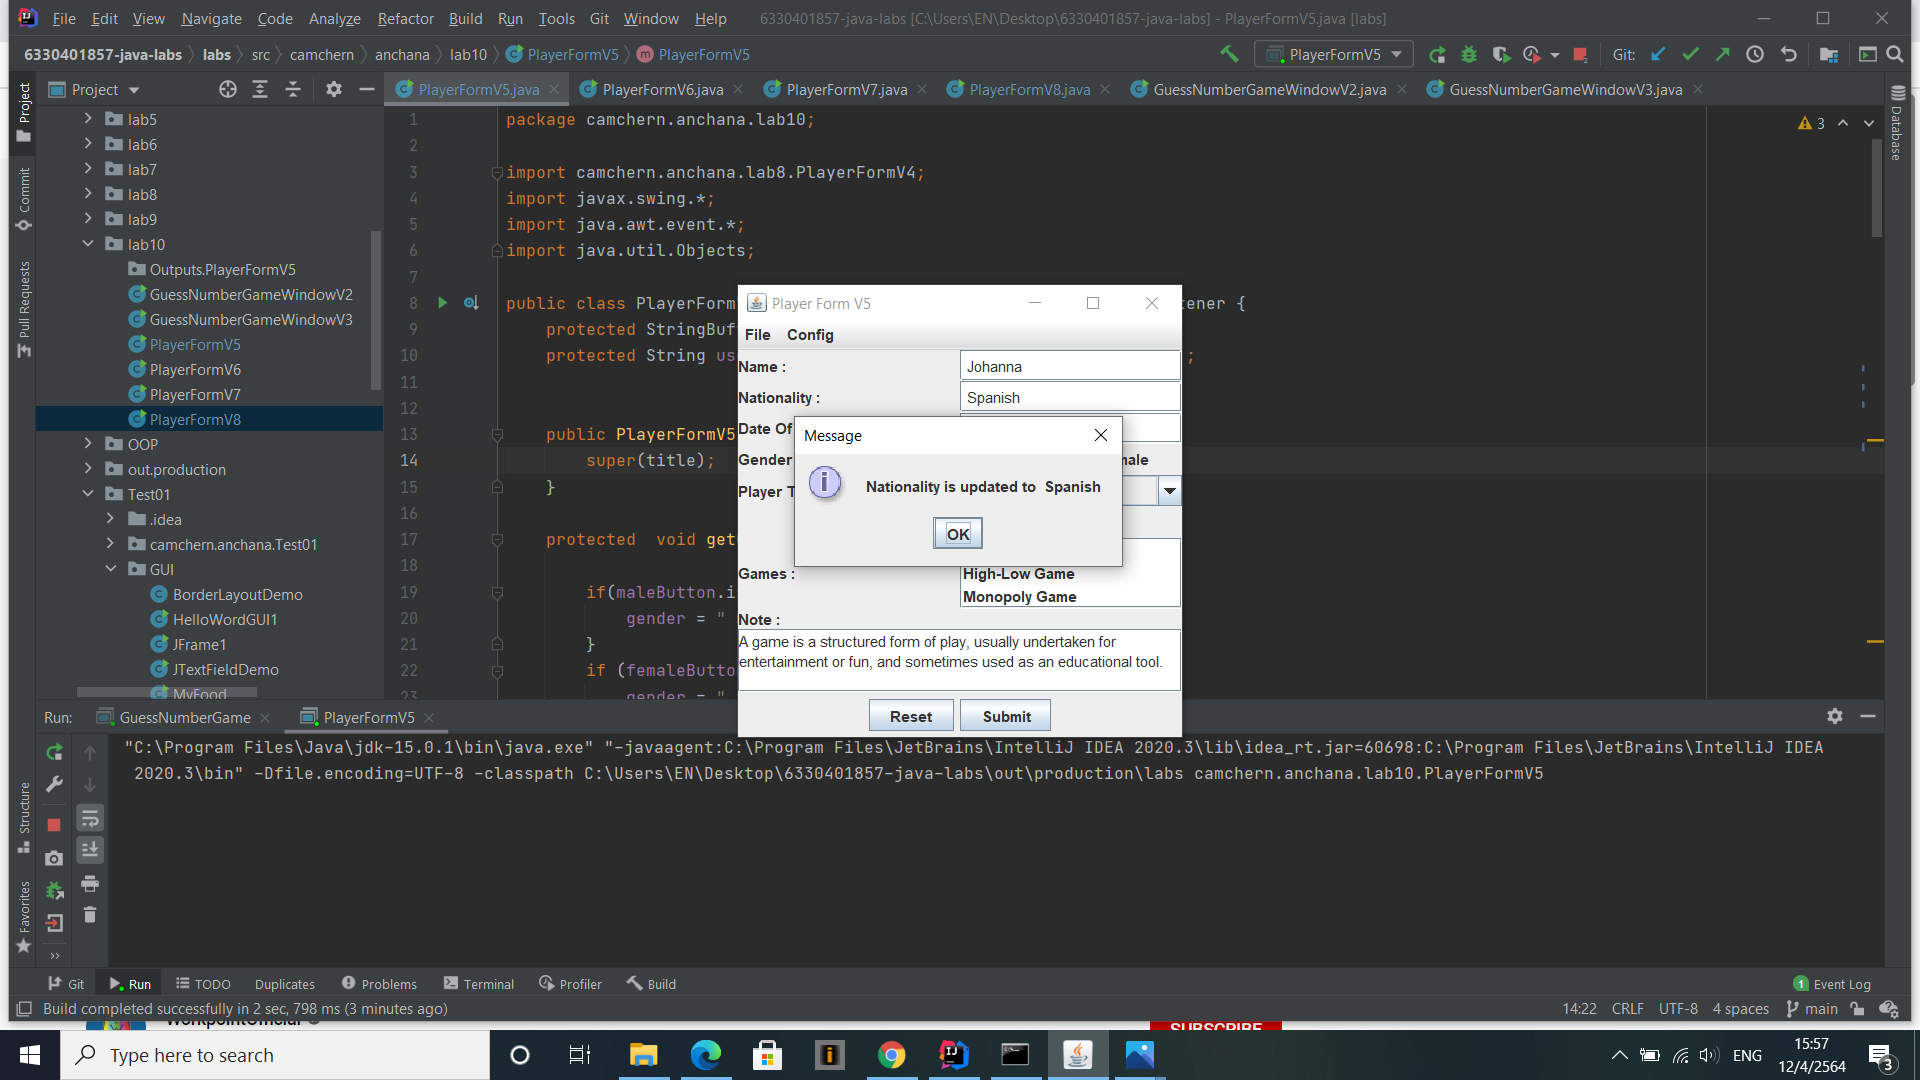 File Edit View Navigate Code Analyze Refactor Build Run Tools Git Window Help 6330401857-java-labs [C:\Users\EN\Desktop\6330401857-java-labs] - PlayerFormV5.java [labs]
6330401857-java-labs labs src camchern anchana lab10 PlayerFormV5 PlayerFormV5 PlayerFormV5 Git:
Project PlayerFormV5.java PlayerFormV6.java PlayerFormV7.java PlayerFormV8.java GuessNumberGameWindowV2.java GuessNumberGameWindowV3.java
Project
Commit
Pull Requests
Structure
Favorites
Database
lab5
lab6
lab7
lab8
lab9
lab10
Outputs.PlayerFormV5
GuessNumberGameWindowV2
GuessNumberGameWindowV3
PlayerFormV5
PlayerFormV6
PlayerFormV7
PlayerFormV8
OOP
out.production
Test01
.idea
camchern.anchana.Test01
GUI
BorderLayoutDemo
HelloWordGUI1
JFrame1
JTextFieldDemo
MyFood
3
1 package camchern.anchana.lab10;
2
3 import camchern.anchana.lab8.PlayerFormV4;
4 import javax.swing.*;
5 import java.awt.event.*;
6 import java.util.Objects;
7
8 public class PlayerForm tener {
9 protected StringBuf
10 protected String us ;
11
12
13 public PlayerFormV5
14 super(title);
15 }
16
17 protected void get
18
19 if(maleButton.i
20 gender = "
21 }
22 if (femaleButto
23 gender = "
Player Form V5
File Config
Name : Johanna
Nationality : Spanish
Date Of
Gender male
Player T
Games :
High-Low Game
Monopoly Game
Note :
A game is a structured form of play, usually undertaken for
entertainment or fun, and sometimes used as an educational tool.
Reset Submit
Message
Nationality is updated to Spanish
OK
Run: GuessNumberGame PlayerFormV5
"C:\Program Files\Java\jdk-15.0.1\bin\java.exe" "-javaagent:C:\Program Files\JetBrains\IntelliJ IDEA 2020.3\lib\idea_rt.jar=60698:C:\Program Files\JetBrains\IntelliJ IDEA
2020.3\bin" -Dfile.encoding=UTF-8 -classpath C:\Users\EN\Desktop\6330401857-java-labs\out\production\labs camchern.anchana.lab10.PlayerFormV5
Git Run TODO Duplicates Problems Terminal Profiler Build 1 Event Log
Build completed successfully in 2 sec, 798 ms (3 minutes ago) 14:22 CRLF UTF-8 4 spaces main
SUBSCRIBE
Type here to search ENG
15:57
12/4/2564
3